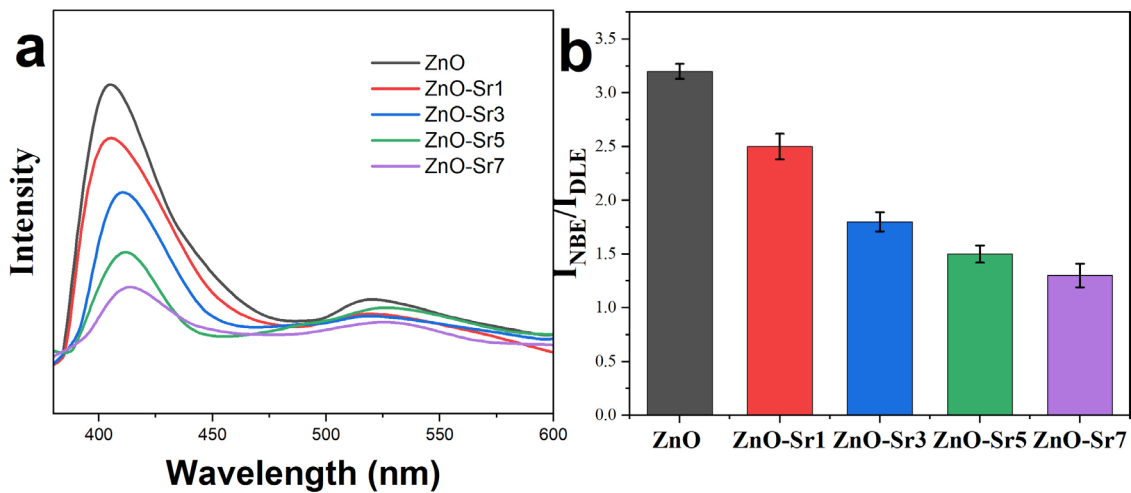 a
ZnO
ZnO-Sr1
ZnO-Sr3
ZnO-Sr5
ZnO-Sr7
Intensity
400 450 500 550 600
Wavelength (nm)
b
3.5
3.0
2.5
2.0
1.5
1.0
0.5
0.0
I_NBE/I_DLE
ZnO ZnO-Sr1 ZnO-Sr3 ZnO-Sr5 ZnO-Sr7